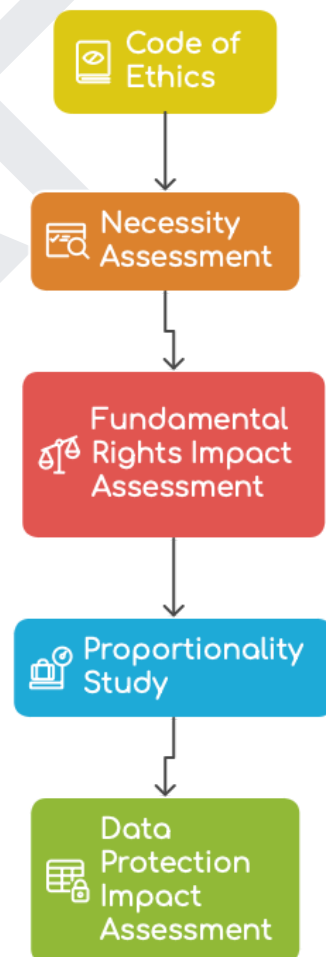 Code of
Ethics
Necessity
Assessment
Fundamental
Rights Impact
Assessment
Proportionality
Study
Data
Protection
Impact
Assessment